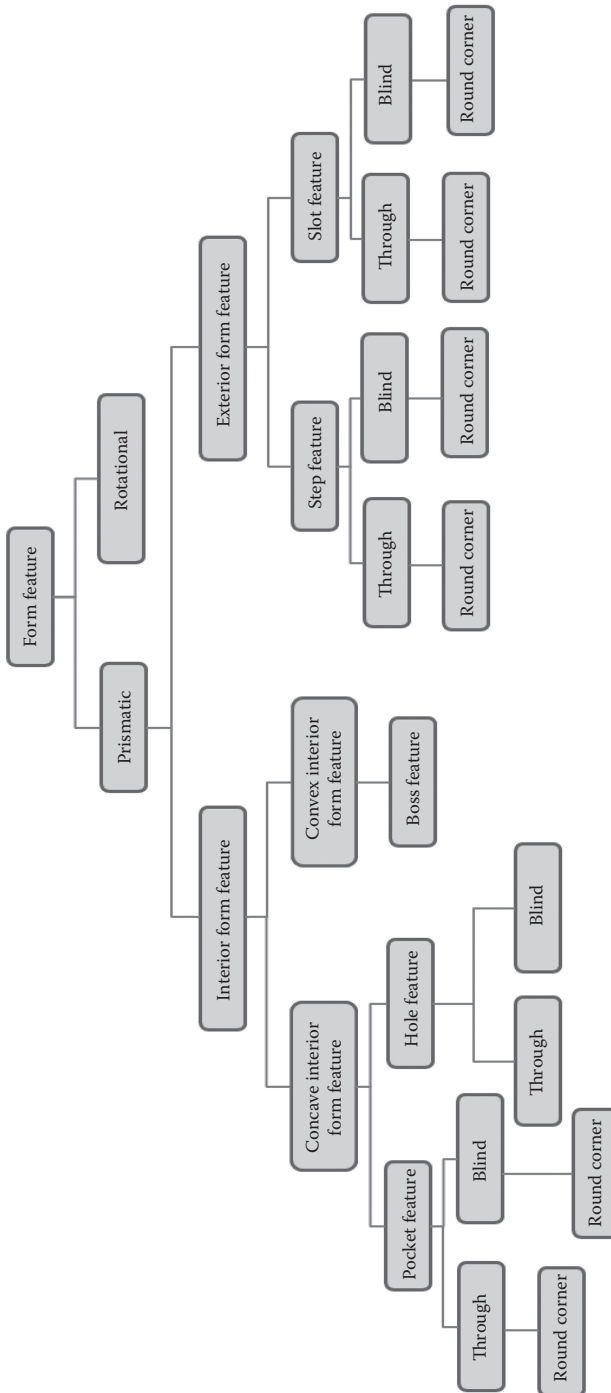 Form feature
Prismatic
Rotational
Interior form feature
Exterior form feature
Concave interior
form feature
Convex interior
form feature
Step feature
Slot feature
Pocket feature
Hole feature
Boss feature
Through
Blind
Through
Blind
Through
Blind
Through
Blind
Round corner
Round corner
Round corner
Round corner
Round corner
Round corner